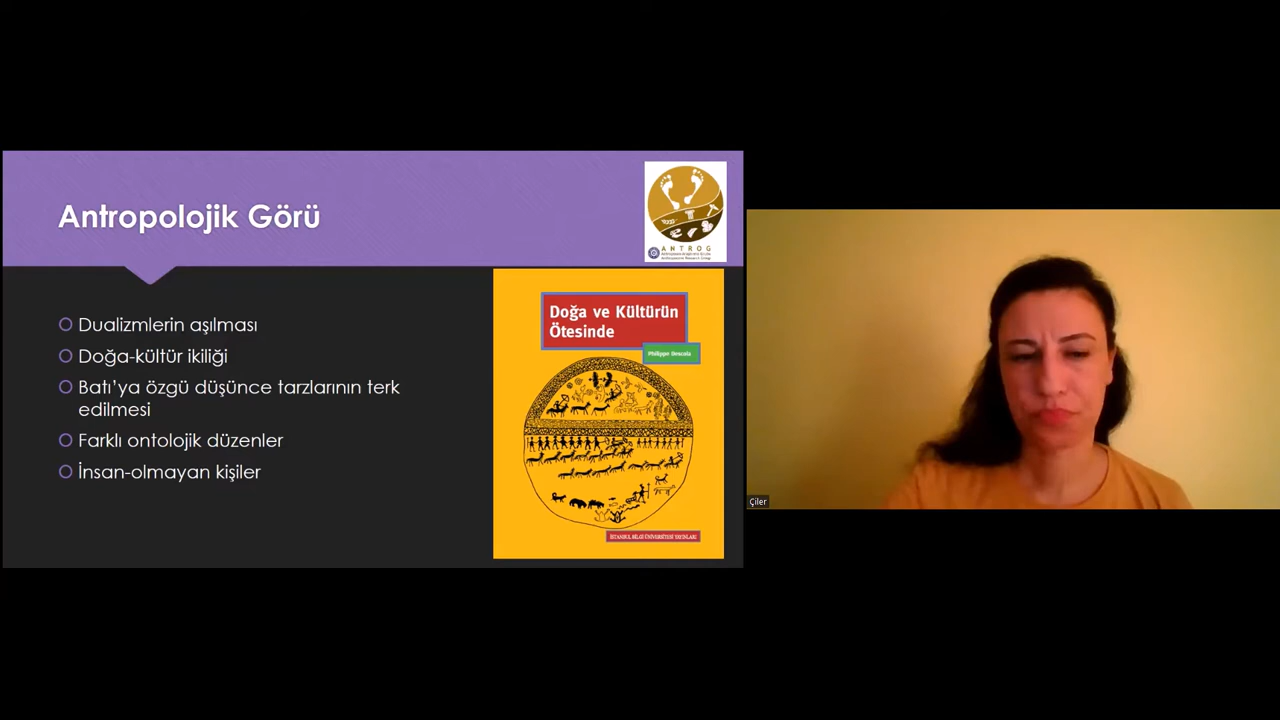 Antropolojik Görü
ANTROG
Dualizmlerin aşılması
Doğa-kültür ikiliği
Batı’ya özgü düşünce tarzlarının terk
edilmesi
Farklı ontolojik düzenler
İnsan-olmayan kişiler
Doğa ve Kültürün
Ötesinde
Philippe Descola
İSTANBUL BİLGİ ÜNİVERSİTESİ YAYINLARI
Çiler